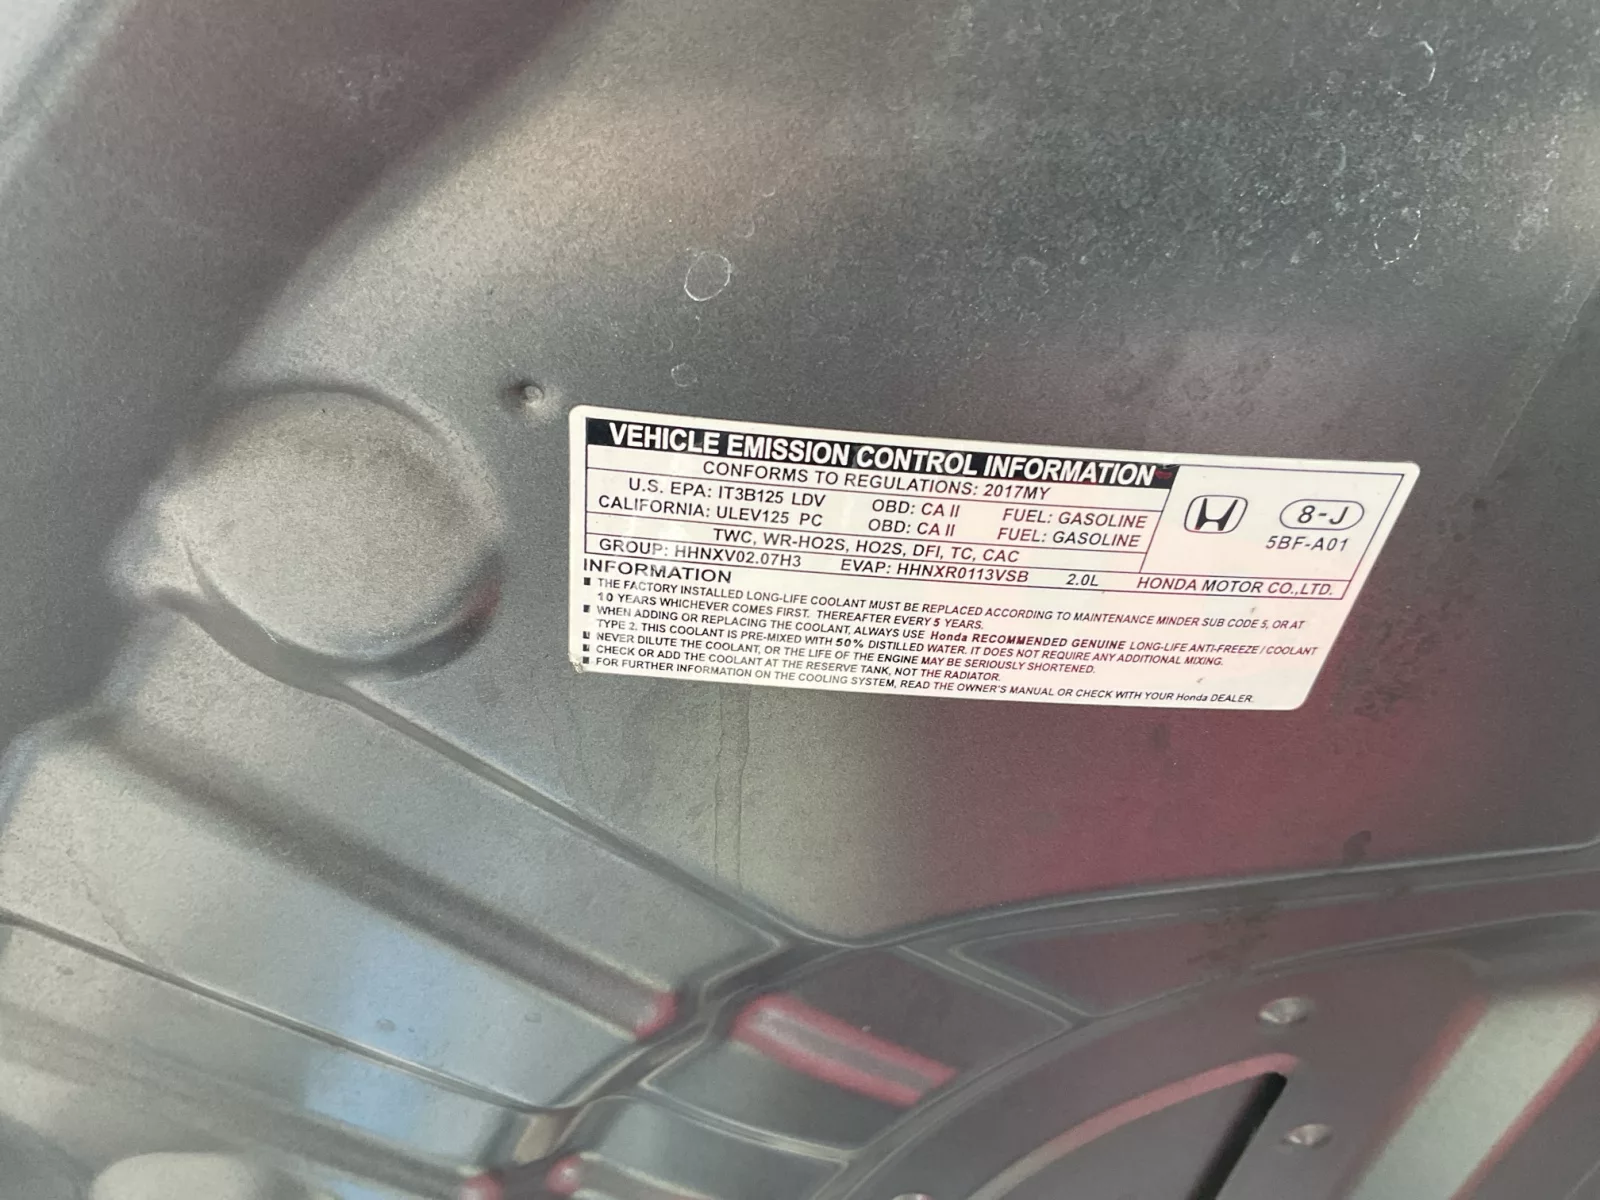 VEHICLE EMISSION CONTROL INFORMATION
CONFORMS TO REGULATIONS: 2017MY
U.S. EPA: IT3B125 LDV OBD: CA II FUEL: GASOLINE
CALIFORNIA: ULEV125 PC OBD: CA II FUEL: GASOLINE
8-J
5BF-A01
TWC, WR-HO2S, HO2S, DFI, TC, CAC
GROUP: HHNXV02.07H3 EVAP: HHNXR0113VSB 2.0L HONDA MOTOR CO.,LTD.
INFORMATION
■ THE FACTORY INSTALLED LONG-LIFE COOLANT MUST BE REPLACED ACCORDING TO MAINTENANCE MINDER SUB CODE 5, OR AT
10 YEARS WHICHEVER COMES FIRST. THEREAFTER EVERY 5 YEARS.
■ WHEN ADDING OR REPLACING THE COOLANT, ALWAYS USE Honda RECOMMENDED GENUINE LONG-LIFE ANTI-FREEZE / COOLANT
TYPE 2. THIS COOLANT IS PRE-MIXED WITH 50% DISTILLED WATER. IT DOES NOT REQUIRE ANY ADDITIONAL MIXING.
■ NEVER DILUTE THE COOLANT, OR THE LIFE OF THE ENGINE MAY BE SERIOUSLY SHORTENED.
■ CHECK OR ADD THE COOLANT AT THE RESERVE TANK, NOT THE RADIATOR.
■ FOR FURTHER INFORMATION ON THE COOLING SYSTEM, READ THE OWNER'S MANUAL OR CHECK WITH YOUR Honda DEALER.